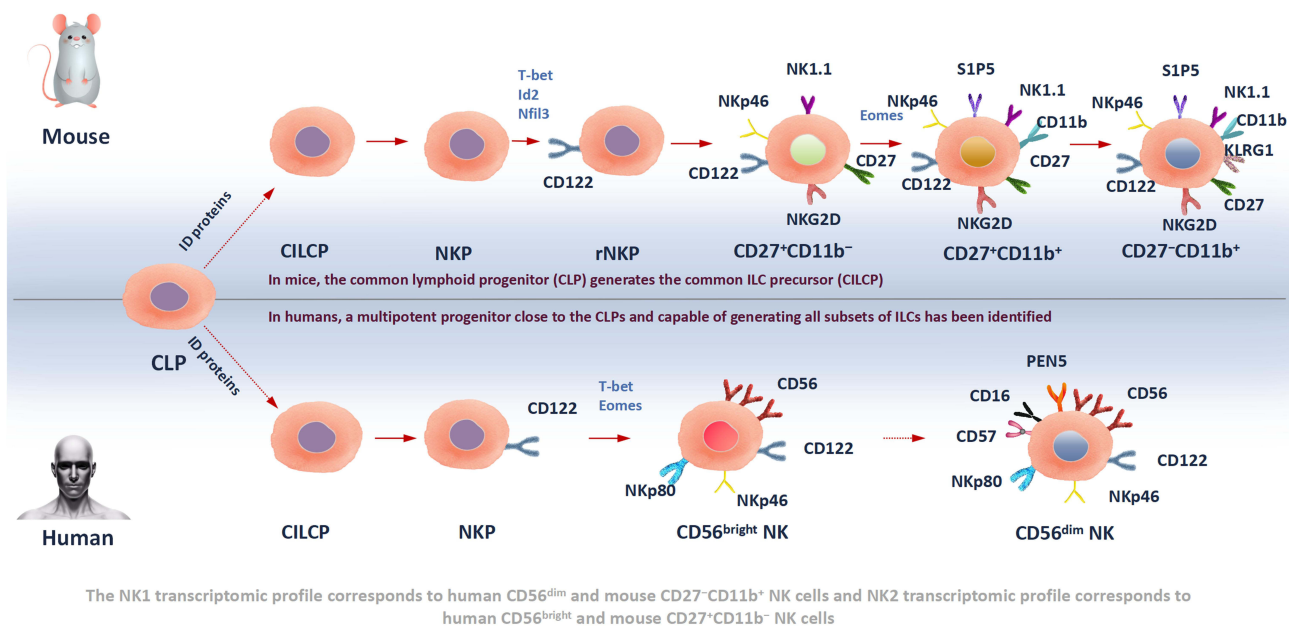 Mouse
ID proteins
CILCP
NKP
T-bet
Id2
Nfil3
CD122
rNKP
NK1.1
NKp46
CD122
CD27
NKG2D
CD27⁺CD11b⁻
Eomes
S1P5
NKp46
NK1.1
CD11b
CD27
CD122
NKG2D
CD27⁺CD11b⁺
S1P5
NKp46
NK1.1
CD11b
KLRG1
CD122
CD27
NKG2D
CD27⁻CD11b⁺
In mice, the common lymphoid progenitor (CLP) generates the common ILC precursor (CILCP)
In humans, a multipotent progenitor close to the CLPs and capable of generating all subsets of ILCs has been identified
CLP
ID proteins
Human
CILCP
CD122
NKP
T-bet
Eomes
CD56
CD122
NKp80
NKp46
CD56ᵇʳⁱᵍʰᵗ NK
PEN5
CD16
CD56
CD57
CD122
NKp80
NKp46
CD56ᵈⁱᵐ NK
The NK1 transcriptomic profile corresponds to human CD56ᵈⁱᵐ and mouse CD27⁻CD11b⁺ NK cells and NK2 transcriptomic profile corresponds to
human CD56ᵇʳⁱᵍʰᵗ and mouse CD27⁺CD11b⁻ NK cells